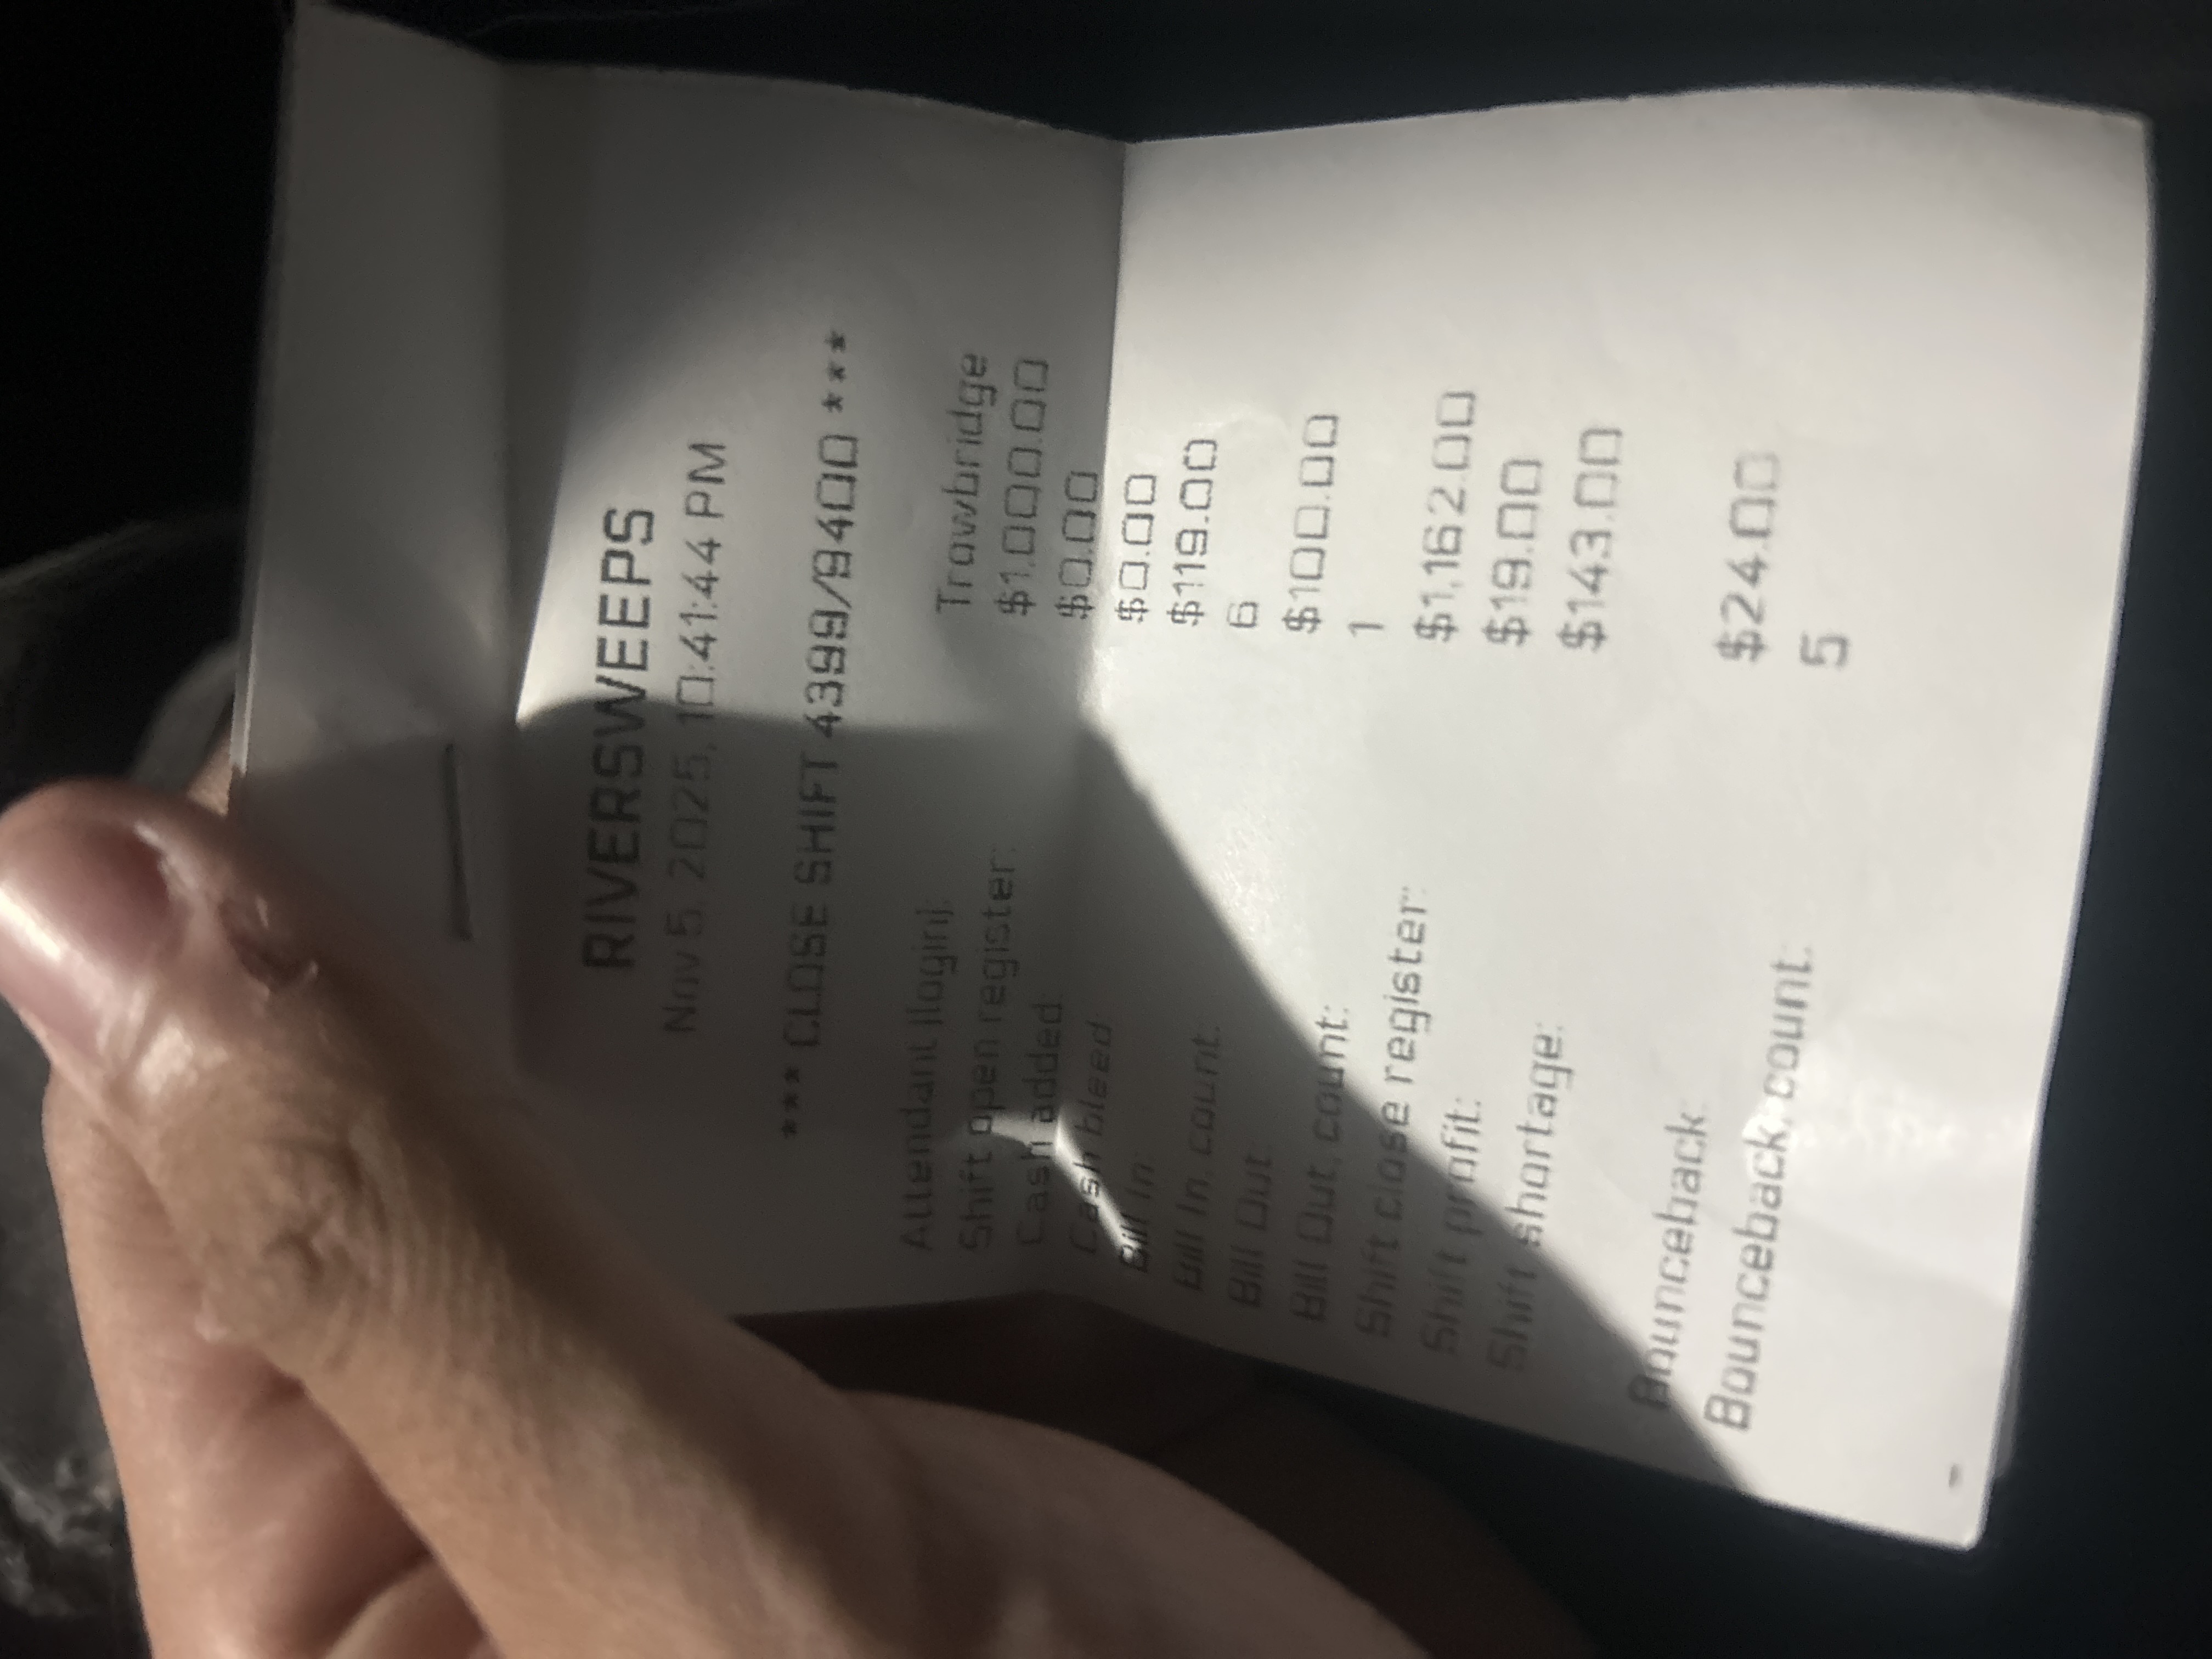 RIVERSWEEPS
Nov 5, 2025, 10:41:44 PM
*** CLOSE SHIFT 4399/9400 ***
Attendant (login): Trowbridge
Shift open register: $1,000.00
Cash added: $0.00
Cash bleed: $0.00
Bill In: $119.00
Bill In, count: 6
Bill Out: $100.00
Bill Out, count: 1
Shift close register: $1,162.00
Shift profit: $19.00
Shift shortage: $143.00
Bounceback: $24.00
Bounceback, count: 5